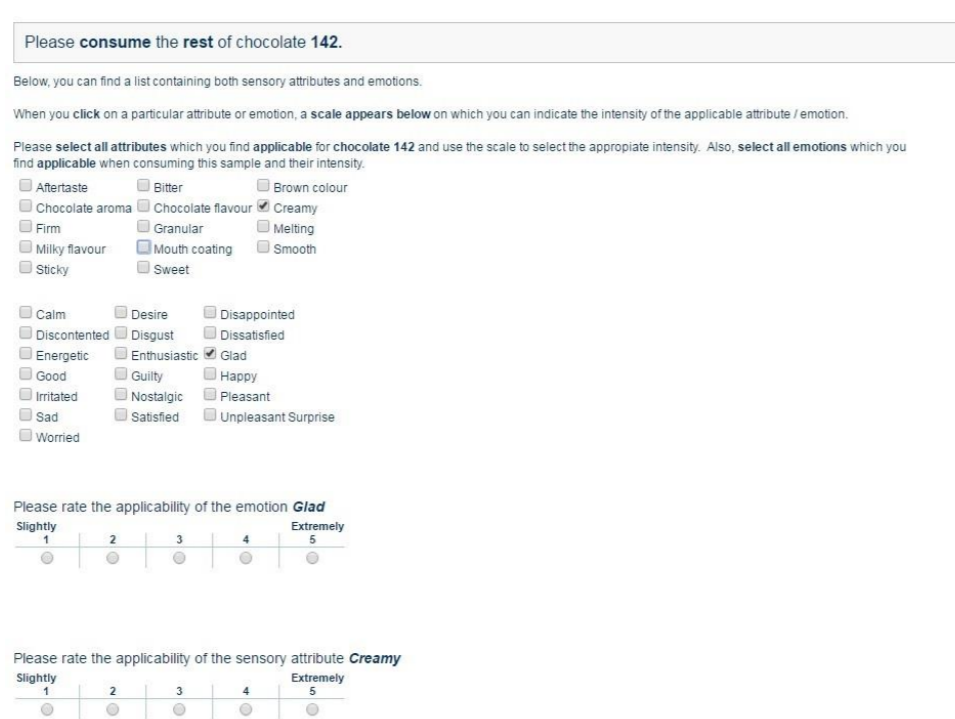 Please consume the rest of chocolate 142.
Below, you can find a list containing both sensory attributes and emotions.
When you click on a particular attribute or emotion, a scale appears below on which you can indicate the intensity of the applicable attribute / emotion.
Please select all attributes which you find applicable for chocolate 142 and use the scale to select the appropiate intensity. Also, select all emotions which you
find applicable when consuming this sample and their intensity.
Aftertaste Bitter Brown colour
Chocolate aroma Chocolate flavour Creamy
Firm Granular Melting
Milky flavour Mouth coating Smooth
Sticky Sweet
Calm Desire Disappointed
Discontented Disgust Dissatisfied
Energetic Enthusiastic Glad
Good Guilty Happy
Irritated Nostalgic Pleasant
Sad Satisfied Unpleasant Surprise
Worried
Please rate the applicability of the emotion Glad
Slightly Extremely
1 2 3 4 5
Please rate the applicability of the sensory attribute Creamy
Slightly Extremely
1 2 3 4 5